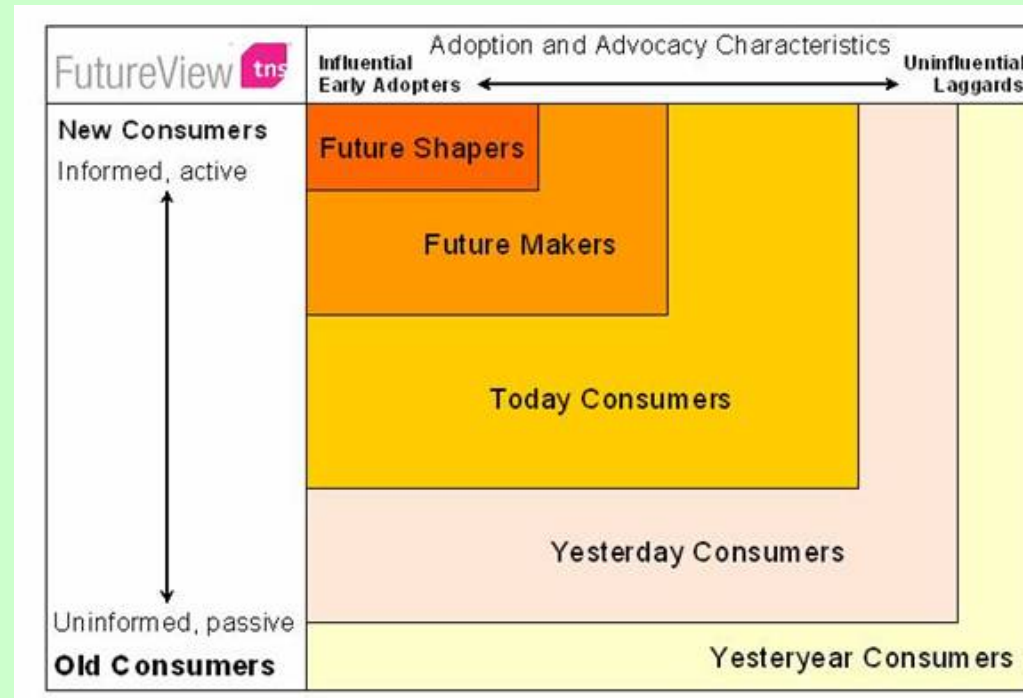 FutureView tns
Adoption and Advocacy Characteristics
Influential
Early Adopters
Uninfluential
Laggards
New Consumers
Informed, active
Uninformed, passive
Old Consumers
Future Shapers
Future Makers
Today Consumers
Yesterday Consumers
Yesteryear Consumers